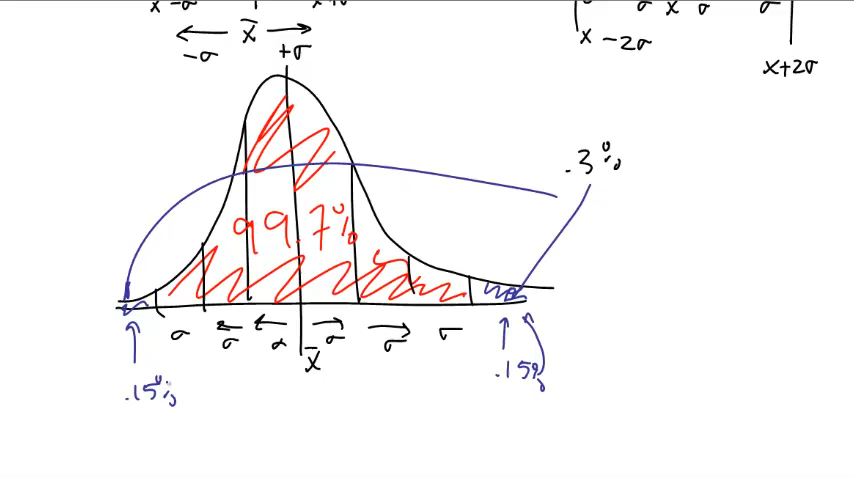 x̄ σ x σ σ
-σ +σ
x - 2σ
x+2σ
.3%
99.7%
σ σ σ σ σ σ
x̄
.15% .15%